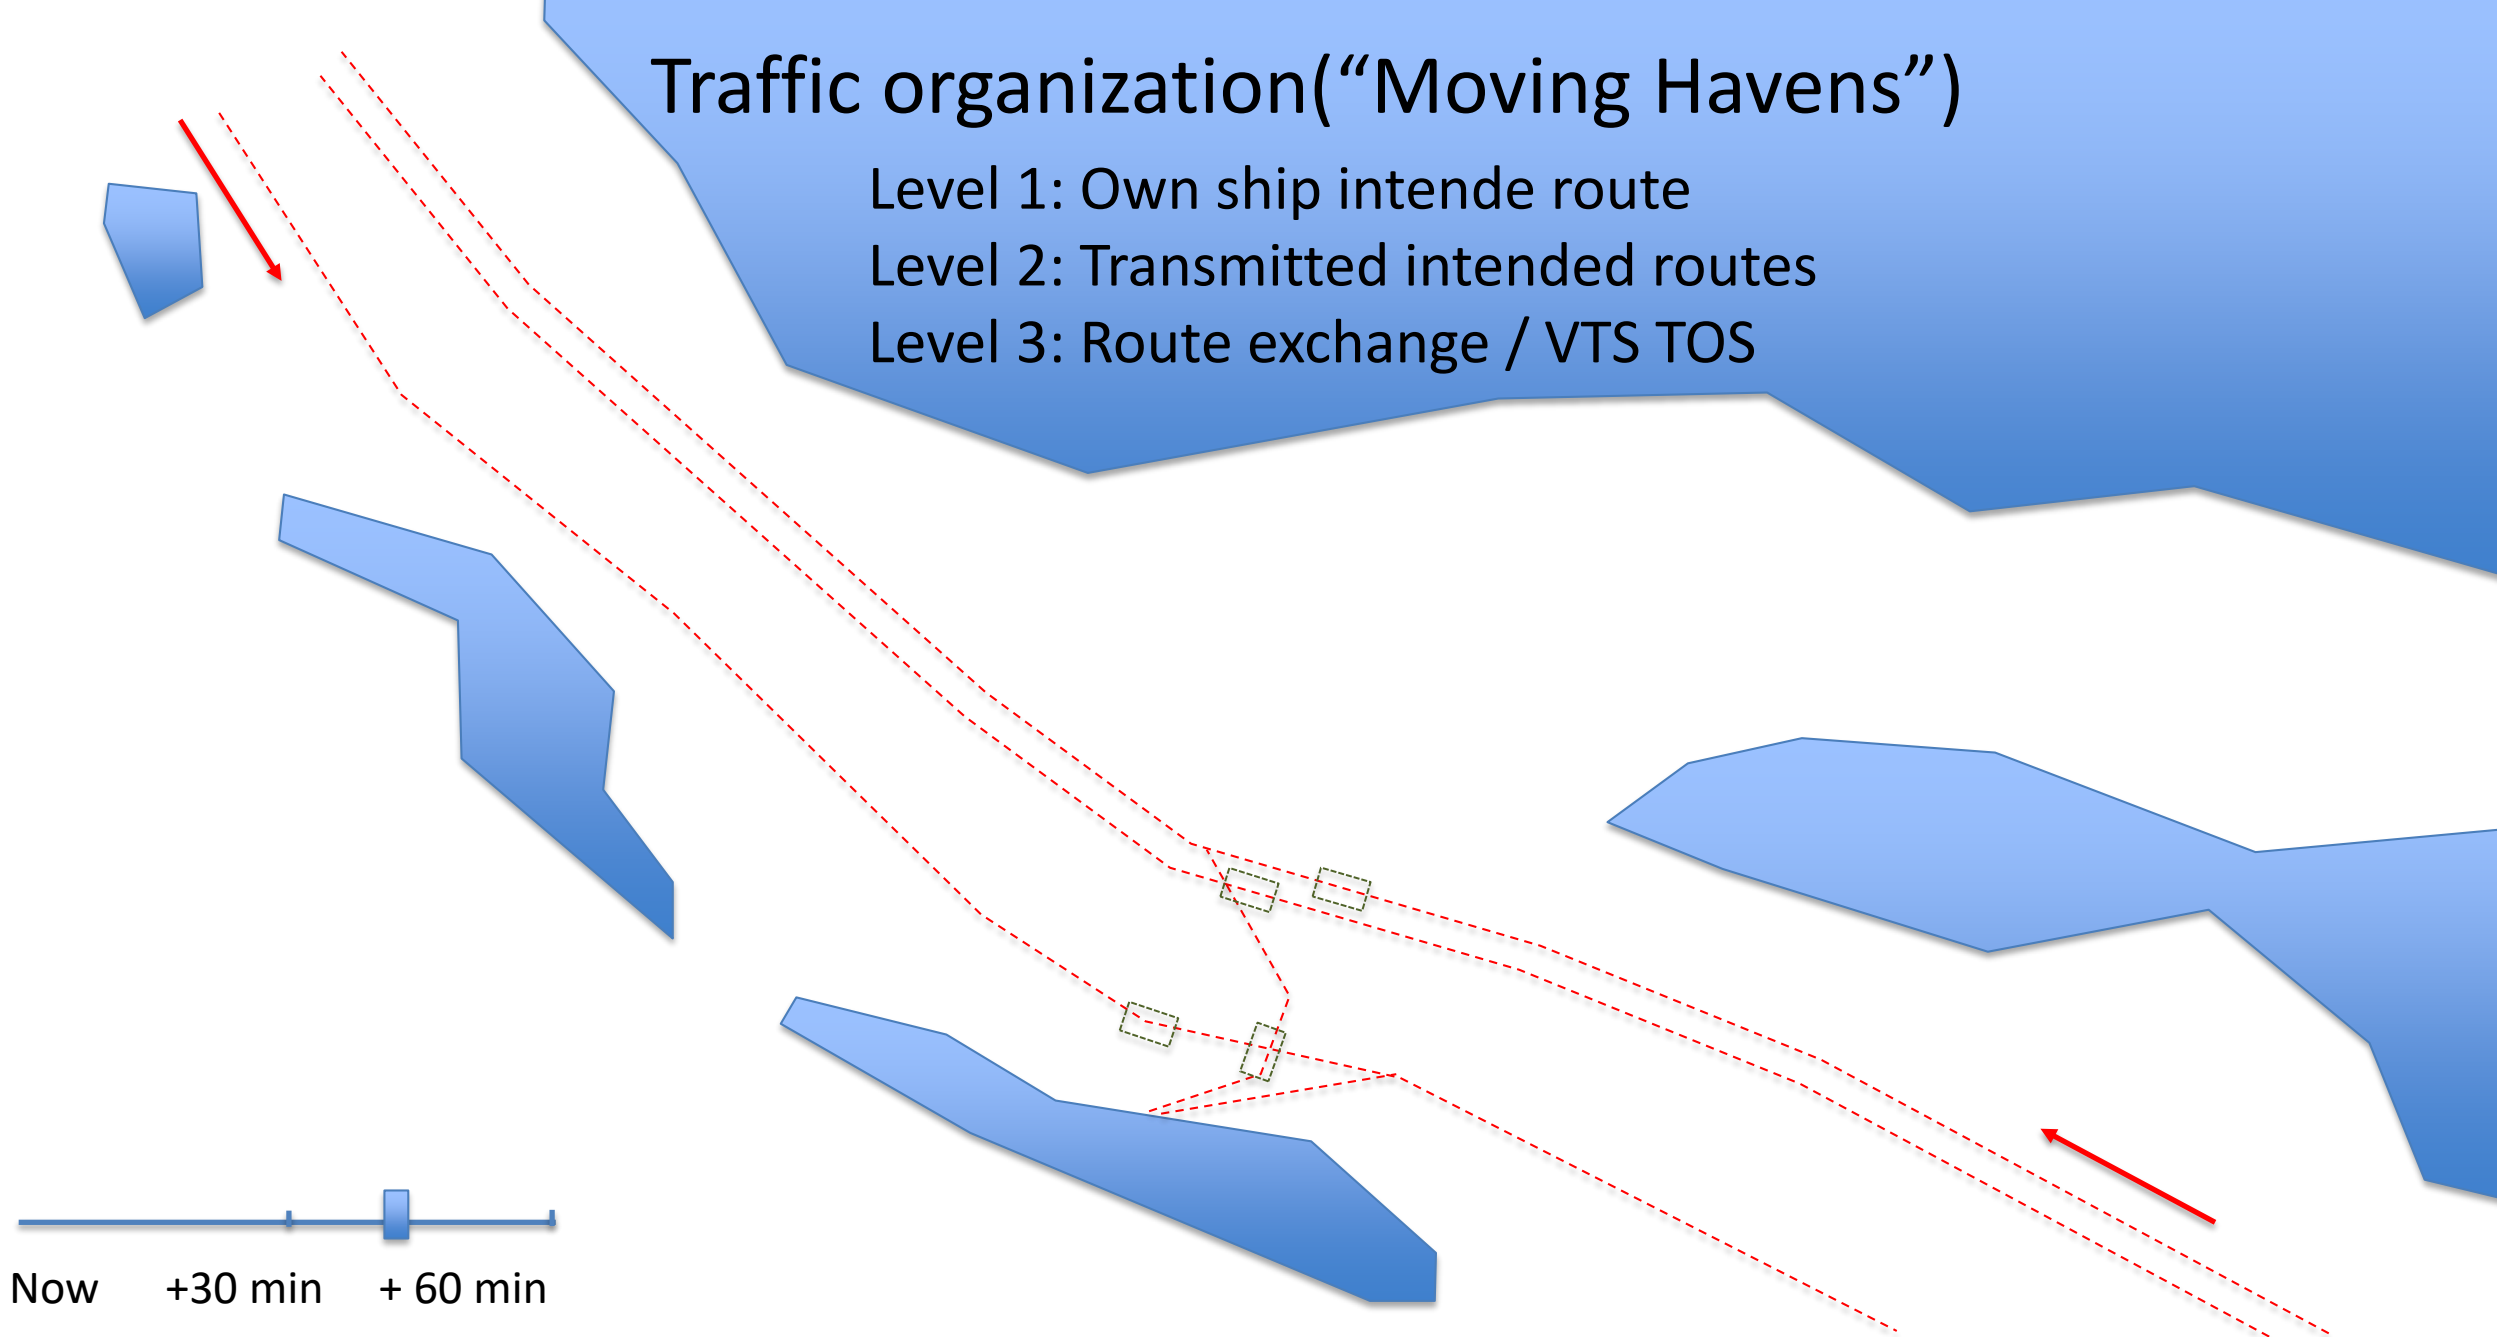 Traffic organization(“Moving Havens”)
Level 1: Own ship intende route
Level 2: Transmitted intended routes
Level 3: Route exchange / VTS TOS
Now +30 min + 60 min